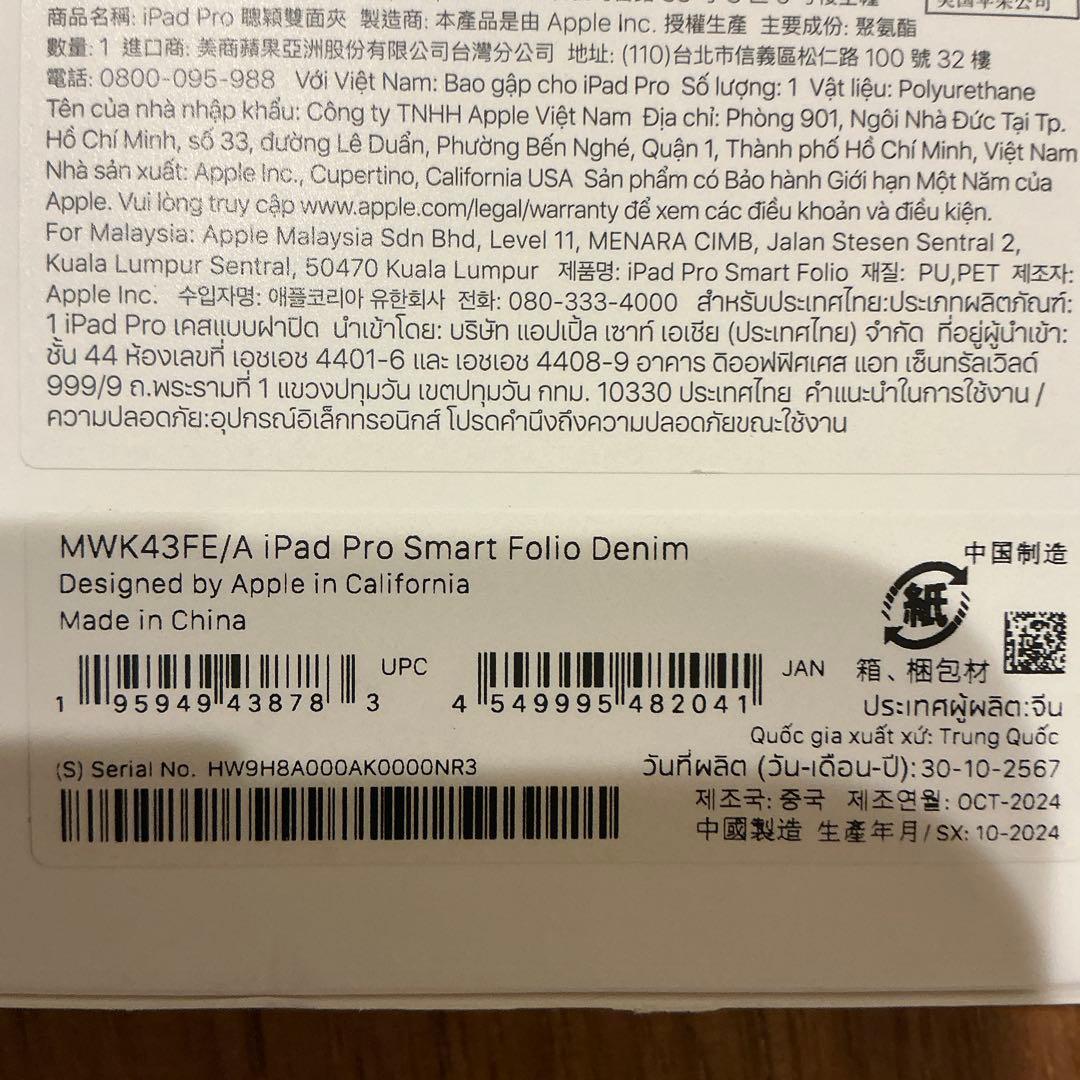 商品名稱: iPad Pro 聰穎雙面夾 製造商: 本產品是由 Apple Inc. 授權生產 主要成份: 聚氨酯
數量: 1 進口商: 美商蘋果亞洲股份有限公司台灣分公司 地址: (110)台北市信義區松仁路 100 號 32 樓
電話: 0800-095-988 Với Việt Nam: Bao gập cho iPad Pro Số lượng: 1 Vật liệu: Polyurethane
Tên của nhà nhập khẩu: Công ty TNHH Apple Việt Nam Địa chỉ: Phòng 901, Ngôi Nhà Đức Tại Tp.
Hồ Chí Minh, số 33, đường Lê Duẩn, Phường Bến Nghé, Quận 1, Thành phố Hồ Chí Minh, Việt Nam
Nhà sản xuất: Apple Inc., Cupertino, California USA Sản phẩm có Bảo hành Giới hạn Một Năm của
Apple. Vui lòng truy cập www.apple.com/legal/warranty để xem các điều khoản và điều kiện.
For Malaysia: Apple Malaysia Sdn Bhd, Level 11, MENARA CIMB, Jalan Stesen Sentral 2,
Kuala Lumpur Sentral, 50470 Kuala Lumpur 제품명: iPad Pro Smart Folio 재질: PU,PET 제조자:
Apple Inc. 수입자명: 애플코리아 유한회사 전화: 080-333-4000 สำหรับประเทศไทย:ประเภทผลิตภัณฑ์:
1 iPad Pro เคสแบบฝาปิด นำเข้าโดย: บริษัท แอปเปิ้ล เซาท์ เอเชีย (ประเทศไทย) จำกัด ที่อยู่ผู้นำเข้า:
ชั้น 44 ห้องเลขที่ เอชเอช 4401-6 และ เอชเอช 4408-9 อาคาร ดิออฟฟิศเศส แอท เซ็นทรัลเวิลด์
999/9 ถ.พระรามที่ 1 แขวงปทุมวัน เขตปทุมวัน กทม. 10330 ประเทศไทย คำแนะนำในการใช้งาน /
ความปลอดภัย:อุปกรณ์อิเล็กทรอนิกส์ โปรดคำนึงถึงความปลอดภัยขณะใช้งาน
MWK43FE/A iPad Pro Smart Folio Denim
Designed by Apple in California
Made in China
中国制造
紙
箱、梱包材
1 95949 43878 3 UPC
4 549995 482041 JAN
ประเทศผู้ผลิต:จีน
Quốc gia xuất xứ: Trung Quốc
(S) Serial No. HW9H8A000AK0000NR3
วันที่ผลิต (วัน-เดือน-ปี): 30-10-2567
제조국: 중국 제조연월: OCT-2024
中國製造 生產年月/SX: 10-2024